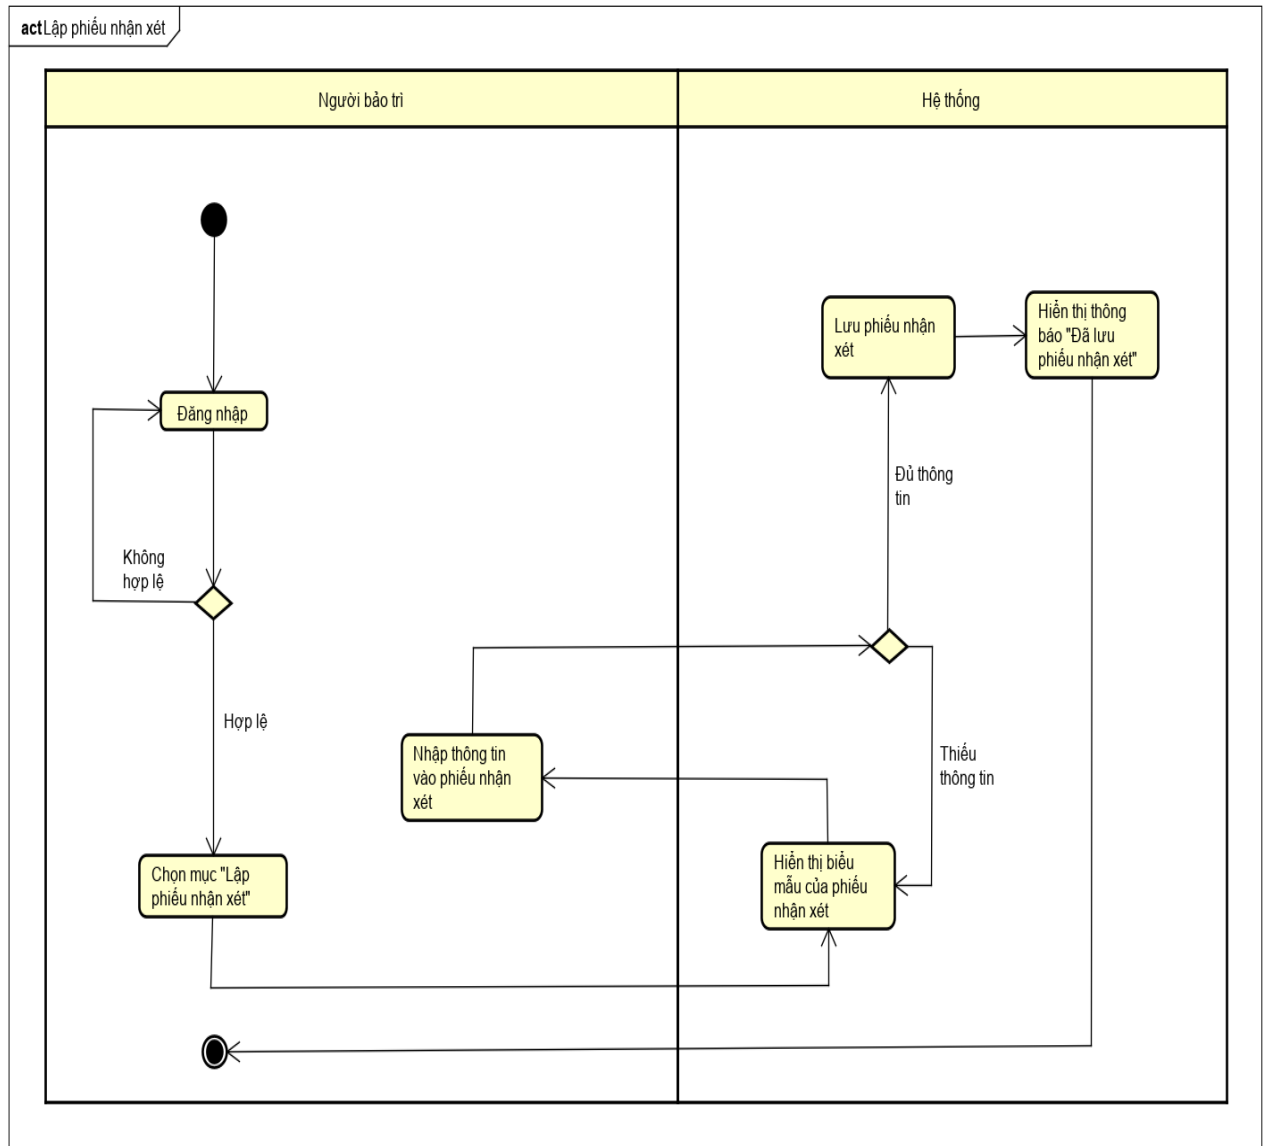 act Lập phiếu nhận xét
Người bảo trì
Hệ thống
Lưu phiếu nhận
xét
Hiển thị thông
báo "Đã lưu
phiếu nhận xét"
Đăng nhập
Đủ thông
tin
Không
hợp lệ
Hợp lệ
Nhập thông tin
vào phiếu nhận
xét
Thiếu
thông tin
Chọn mục "Lập
phiếu nhận xét"
Hiển thị biểu
mẫu của phiếu
nhận xét